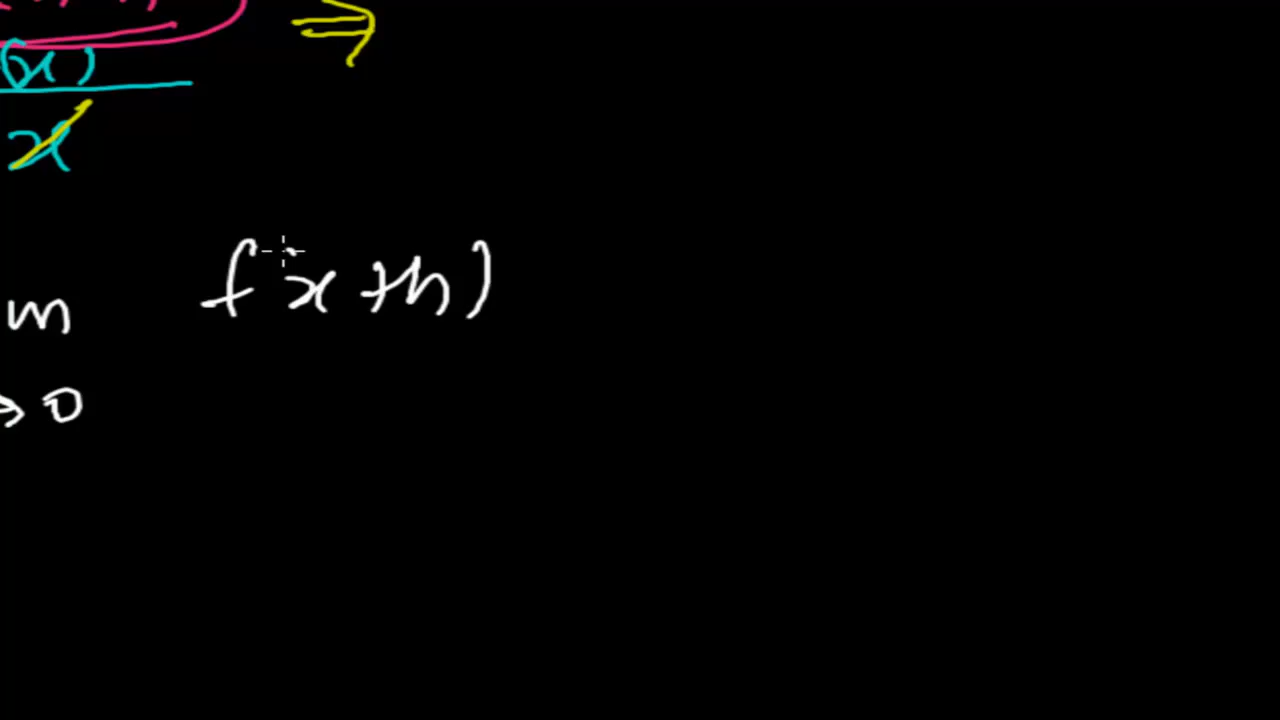 (x)
x
m f x+h)
→ 0